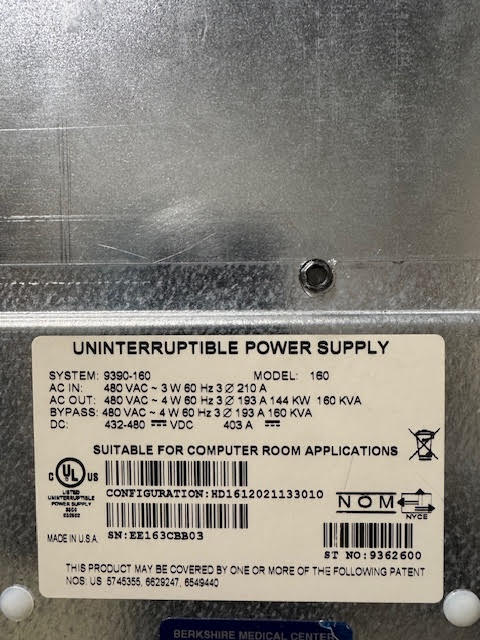 UNINTERRUPTIBLE POWER SUPPLY
SYSTEM: 9390-160 MODEL: 160
AC IN: 480 VAC ~ 3 W 60 Hz 3 Ø 210 A
AC OUT: 480 VAC ~ 4 W 60 Hz 3 Ø 193 A 144 KW 160 KVA
BYPASS: 480 VAC ~ 4 W 60 Hz 3 Ø 193 A 160 KVA
DC: 432-480 ⎓ VDC 403 A ⎓
SUITABLE FOR COMPUTER ROOM APPLICATIONS
C UL US
LISTED
UNINTERRUPTIBLE
POWER SUPPLY
CONFIGURATION:HD1612021133010
NOM
NYCE
MADE IN U.S.A.
SN:EE163CBB03
ST NO:9362600
THIS PRODUCT MAY BE COVERED BY ONE OR MORE OF THE FOLLOWING PATENT
NOS: US 5745355, 6629247, 6549440
BERKSHIRE MEDICAL CENTER